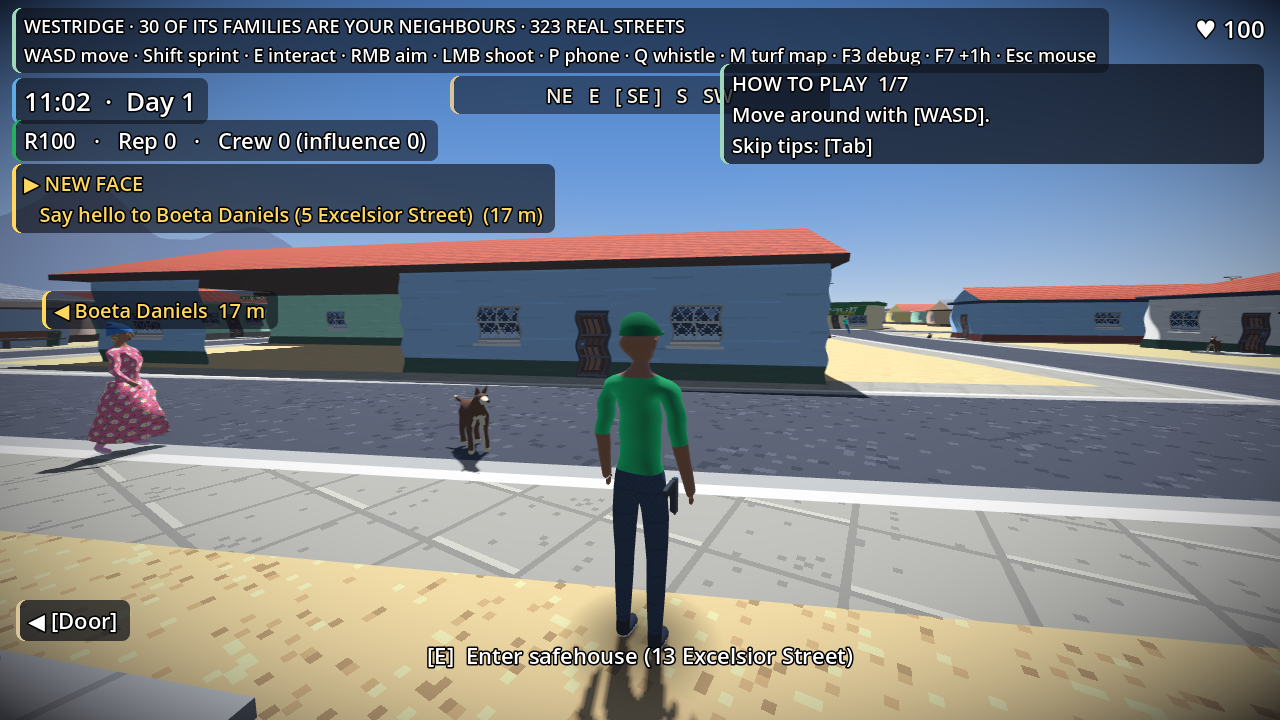 WESTRIDGE · 30 OF ITS FAMILIES ARE YOUR NEIGHBOURS · 323 REAL STREETS
WASD move · Shift sprint · E interact · RMB aim · LMB shoot · P phone · Q whistle · M turf map · F3 debug · F7 +1h · Esc mouse
♥ 100
11:02 · Day 1
NE E [ SE ] S SW
HOW TO PLAY 1/7
Move around with [WASD].
Skip tips: [Tab]
R100 · Rep 0 · Crew 0 (influence 0)
▶ NEW FACE
Say hello to Boeta Daniels (5 Excelsior Street) (17 m)
◀ Boeta Daniels 17 m
◀ [Door]
[E] Enter safehouse (13 Excelsior Street)